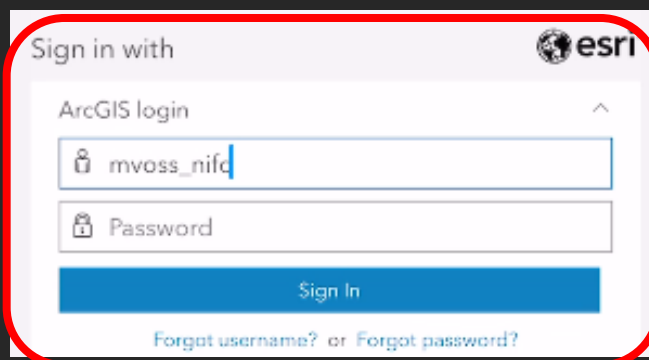 Sign in with esri
ArcGIS login
mvoss_nifc
Password
Sign In
Forgot username? or Forgot password?